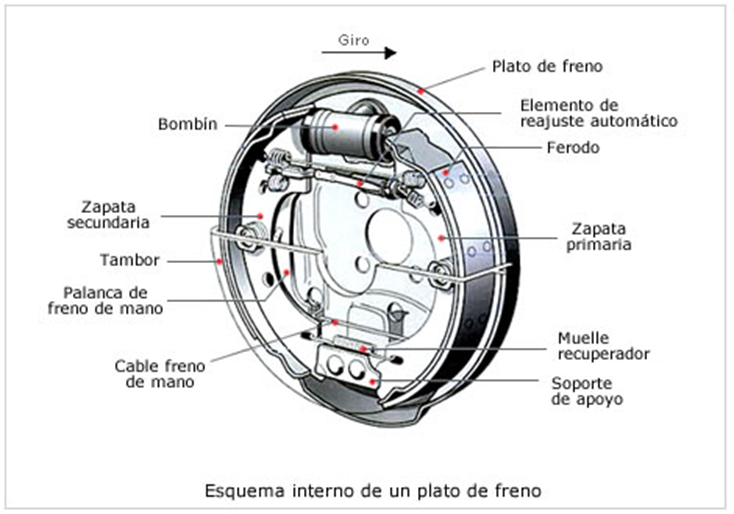 Giro
Plato de freno
Elemento de
reajuste automático
Bombín
Ferodo
Zapata
secundaria
Zapata
primaria
Tambor
Palanca de
freno de mano
Muelle
recuperador
Cable freno
de mano
Soporte
de apoyo
Esquema interno de un plato de freno